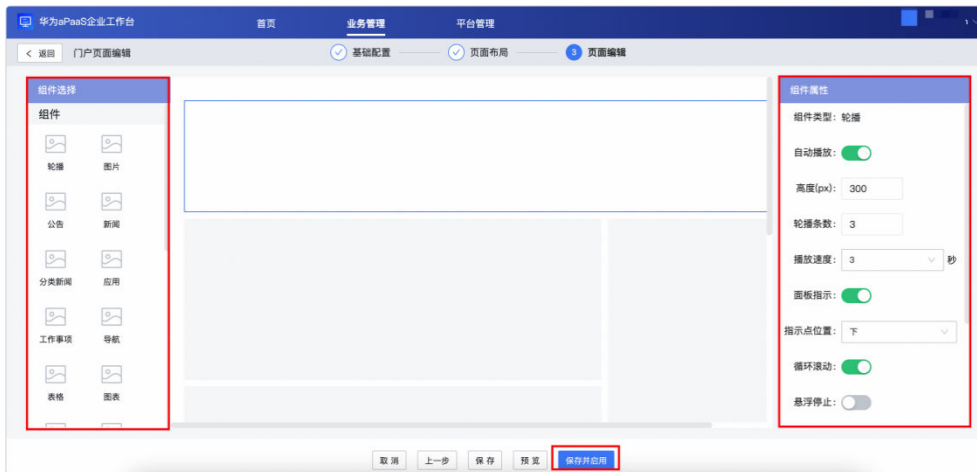 华为aPaaS企业工作台 首页 业务管理 平台管理
< 返回 门户页面编辑 基础配置 页面布局 3 页面编辑
组件选择
组件
轮播 图片
公告 新闻
分类新闻 应用
工作事项 导航
表格 图表
组件属性
组件类型: 轮播
自动播放:
高度(px): 300
轮播条数: 3
播放速度: 3 秒
面板指示:
指示点位置: 下
循环滚动:
悬浮停止:
取消 上一步 保存 预览 保存并启用